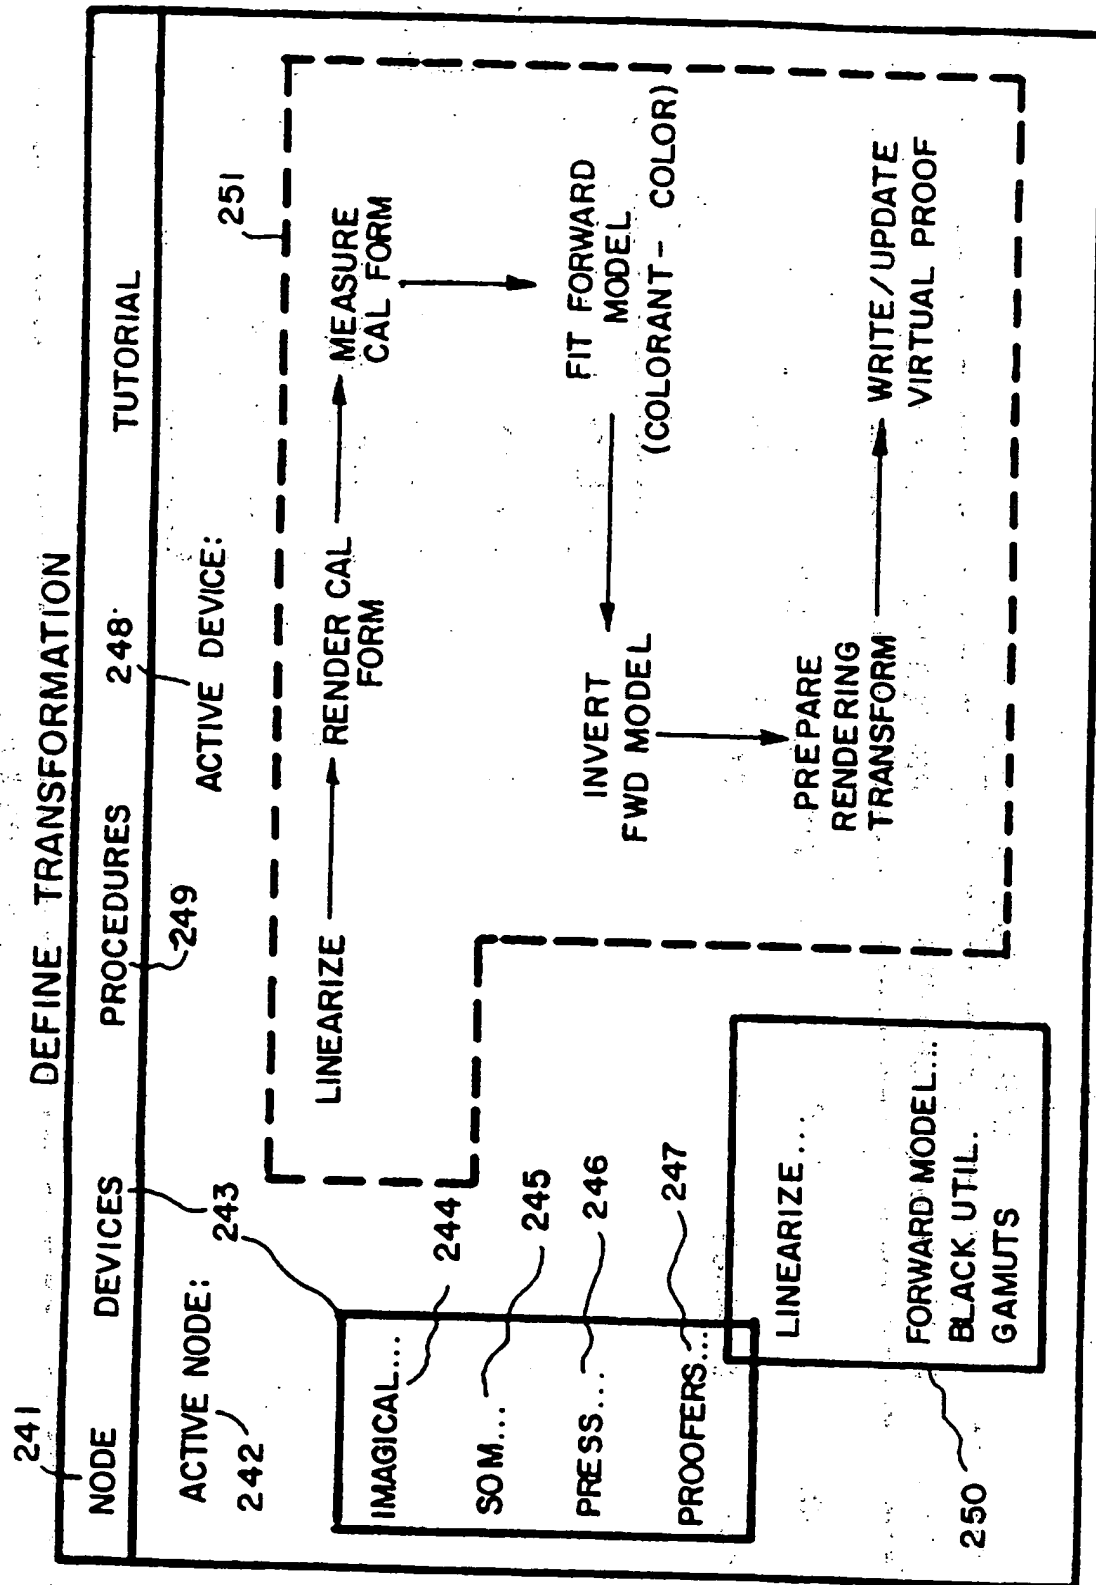 DEFINE TRANSFORMATION
241
NODE
DEVICES
PROCEDURES
TUTORIAL
249
248
ACTIVE NODE:
242
243
ACTIVE DEVICE:
251
IMAGICAL...
244
SOM...
245
PRESS...
246
PROOFERS...
247
LINEARIZE
RENDER CAL
FORM
MEASURE
CAL FORM
FIT FORWARD
MODEL
(COLORANT- COLOR)
INVERT
FWD MODEL
PREPARE
RENDERING
TRANSFORM
WRITE/UPDATE
VIRTUAL PROOF
LINEARIZE...
FORWARD MODEL...
BLACK UTIL.
GAMUTS
250